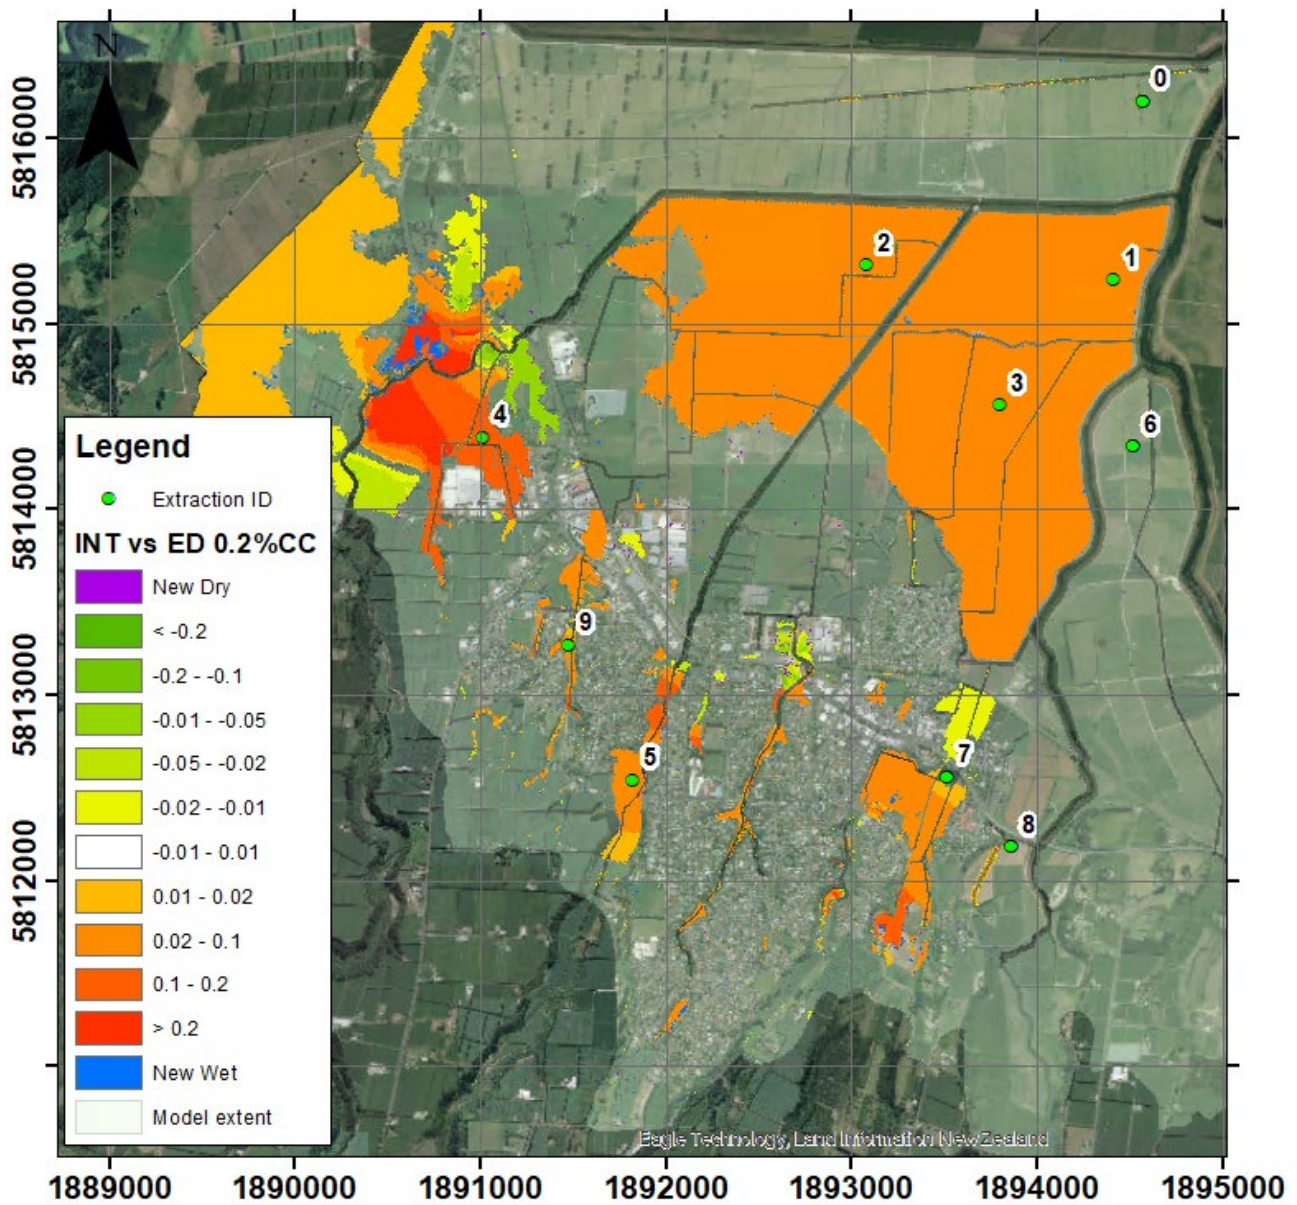 N
0
2
1
3
4
6
9
5
7
8
5816000
5815000
5814000
5813000
5812000
Legend
Extraction ID
INT vs ED 0.2%CC
New Dry
< -0.2
-0.2 - -0.1
-0.01 - -0.05
-0.05 - -0.02
-0.02 - -0.01
-0.01 - 0.01
0.01 - 0.02
0.02 - 0.1
0.1 - 0.2
> 0.2
New Wet
Model extent
Eagle Technology, Land Information New Zealand
1889000 1890000 1891000 1892000 1893000 1894000 1895000